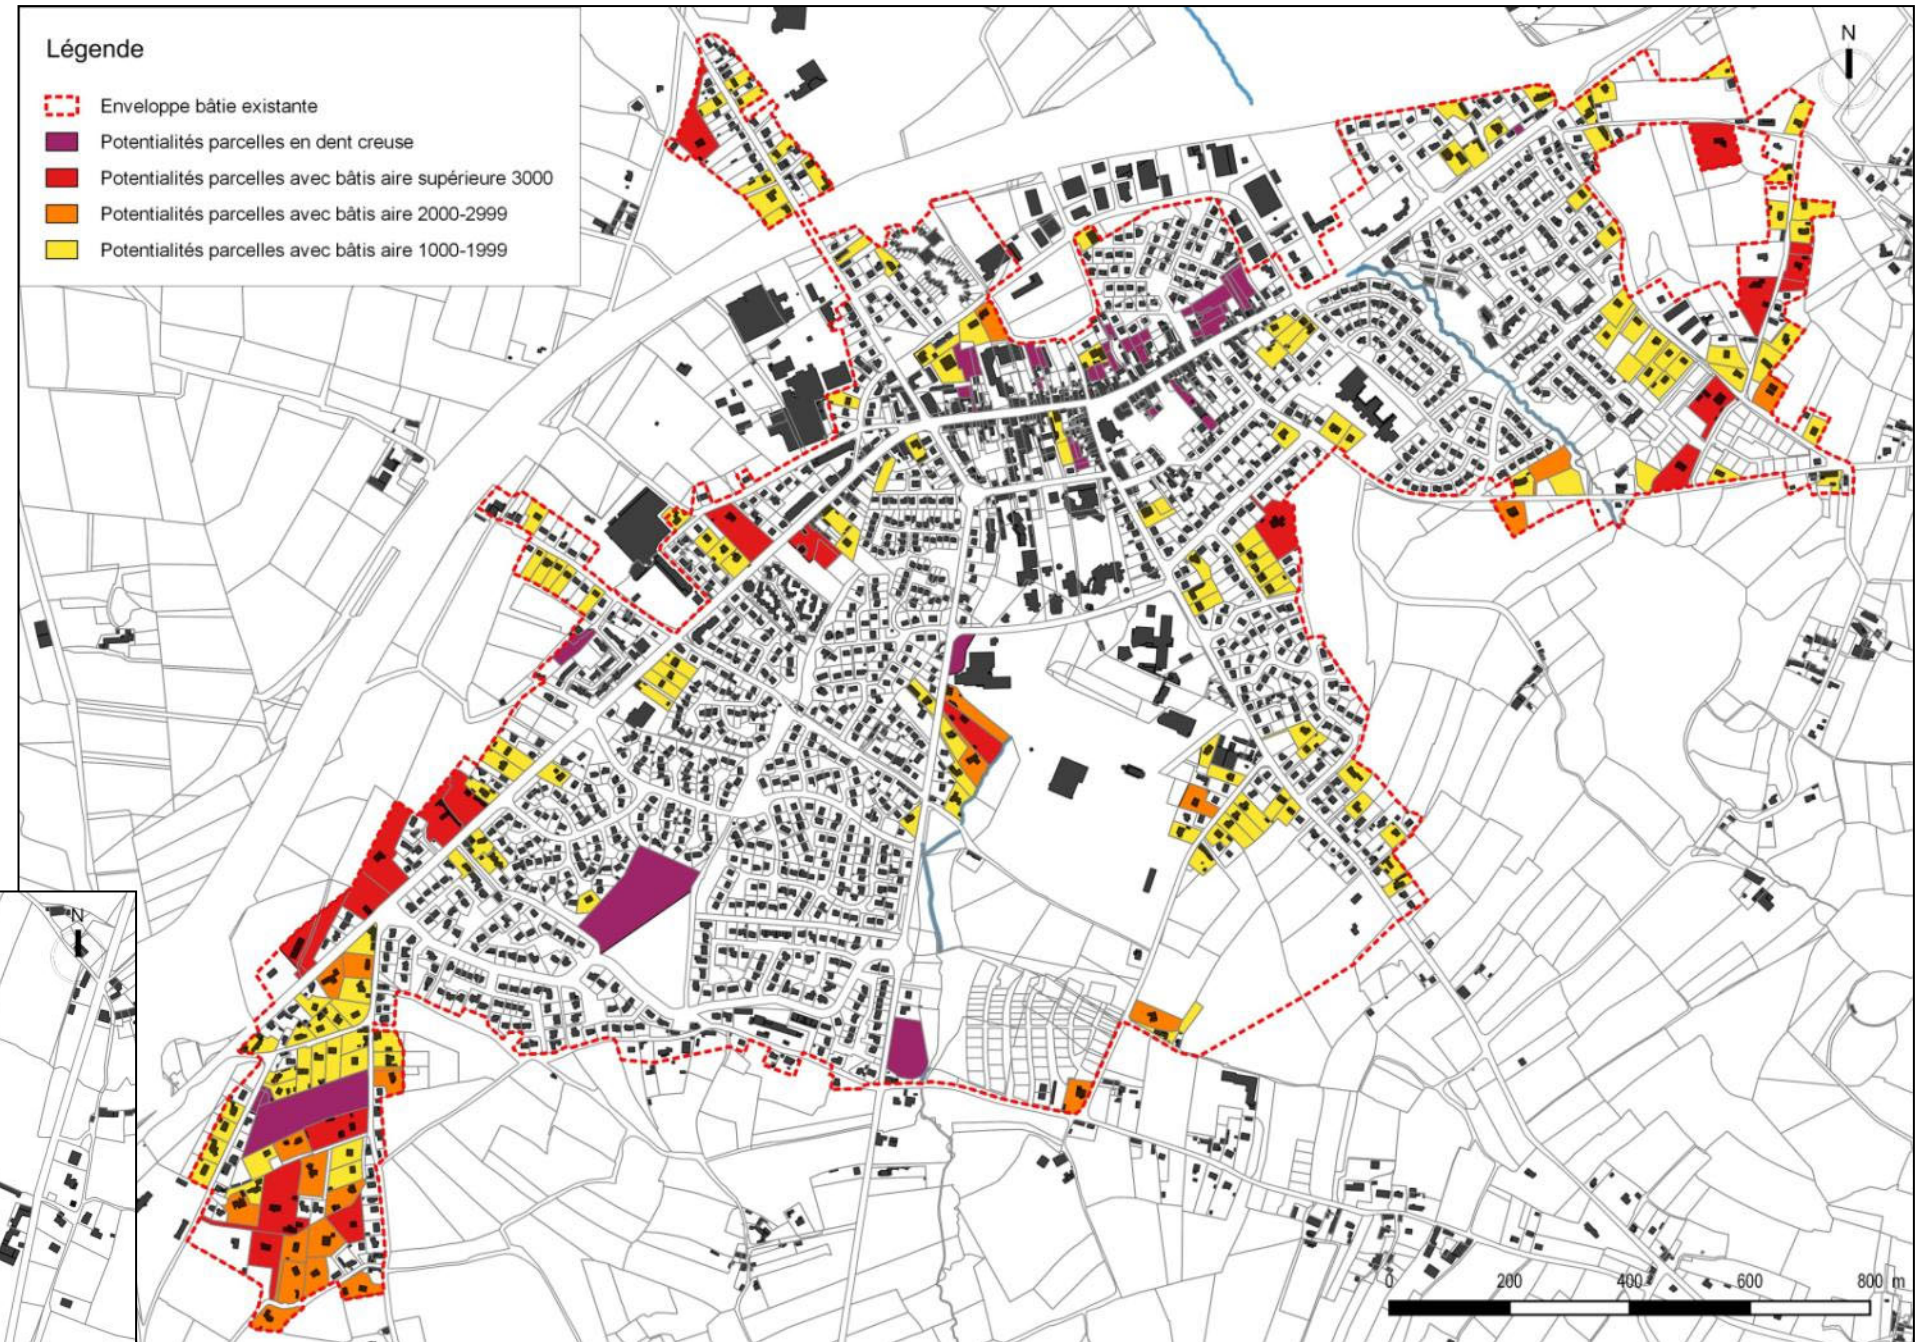 Légende
Enveloppe bâtie existante
Potentialités parcelles en dent creuse
Potentialités parcelles avec bâtis aire supérieure 3000
Potentialités parcelles avec bâtis aire 2000-2999
Potentialités parcelles avec bâtis aire 1000-1999
N
N
0 200 400 600 800 m